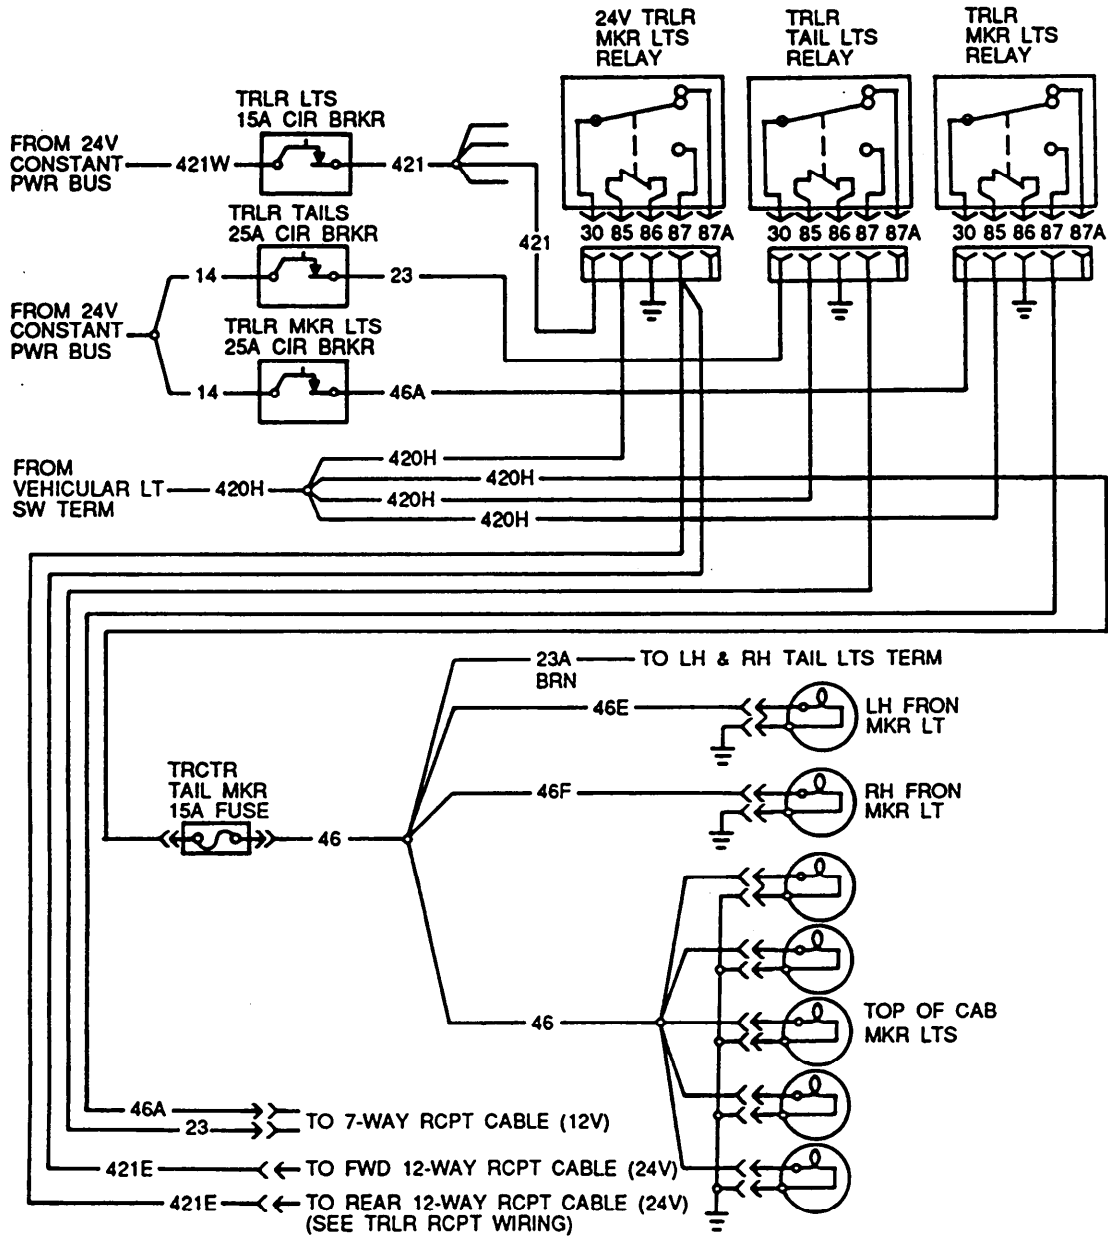 24V TRLR
MKR LTS
RELAY
TRLR
TAIL LTS
RELAY
TRLR
MKR LTS
RELAY
TRLR LTS
15A CIR BRKR
FROM 24V
CONSTANT
PWR BUS
421W
421
421
30 85 86 87 87A
30 85 86 87 87A
30 85 86 87 87A
TRLR TAILS
25A CIR BRKR
14
23
FROM 24V
CONSTANT
PWR BUS
TRLR MKR LTS
25A CIR BRKR
14
46A
FROM
VEHICULAR LT
SW TERM
420H
420H
420H
420H
420H
23A
BRN
TO LH & RH TAIL LTS TERM
46E
LH FRON
MKR LT
TRCTR
TAIL MKR
15A FUSE
46F
RH FRON
MKR LT
46
46
TOP OF CAB
MKR LTS
46A
23
TO 7-WAY RCPT CABLE (12V)
421E
TO FWD 12-WAY RCPT CABLE (24V)
421E
TO REAR 12-WAY RCPT CABLE (24V)
(SEE TRLR RCPT WIRING)